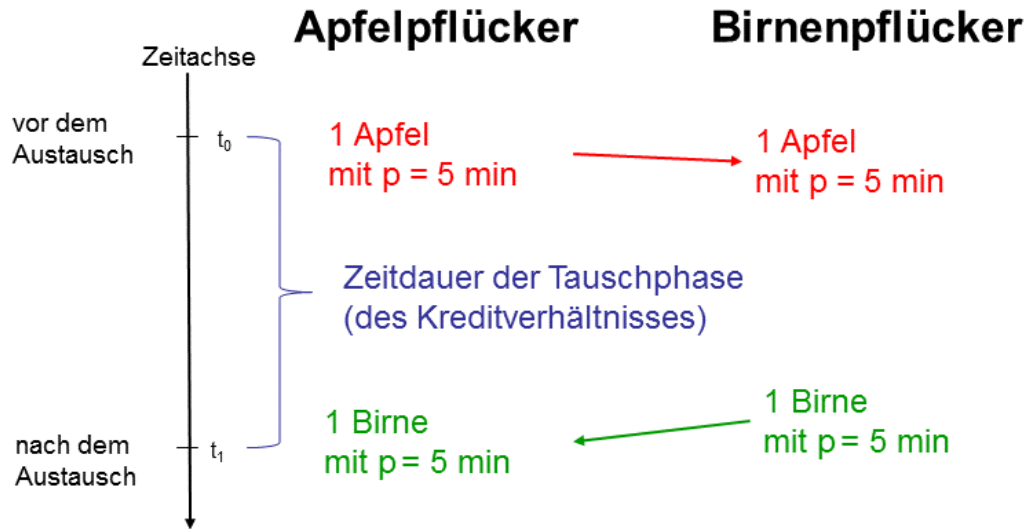 Apfelpflücker
Birnenpflücker
Zeitachse
vor dem
Austausch
t0
1 Apfel
mit p = 5 min
1 Apfel
mit p = 5 min
Zeitdauer der Tauschphase
(des Kreditverhältnisses)
1 Birne
mit p = 5 min
1 Birne
mit p = 5 min
nach dem
Austausch
t1